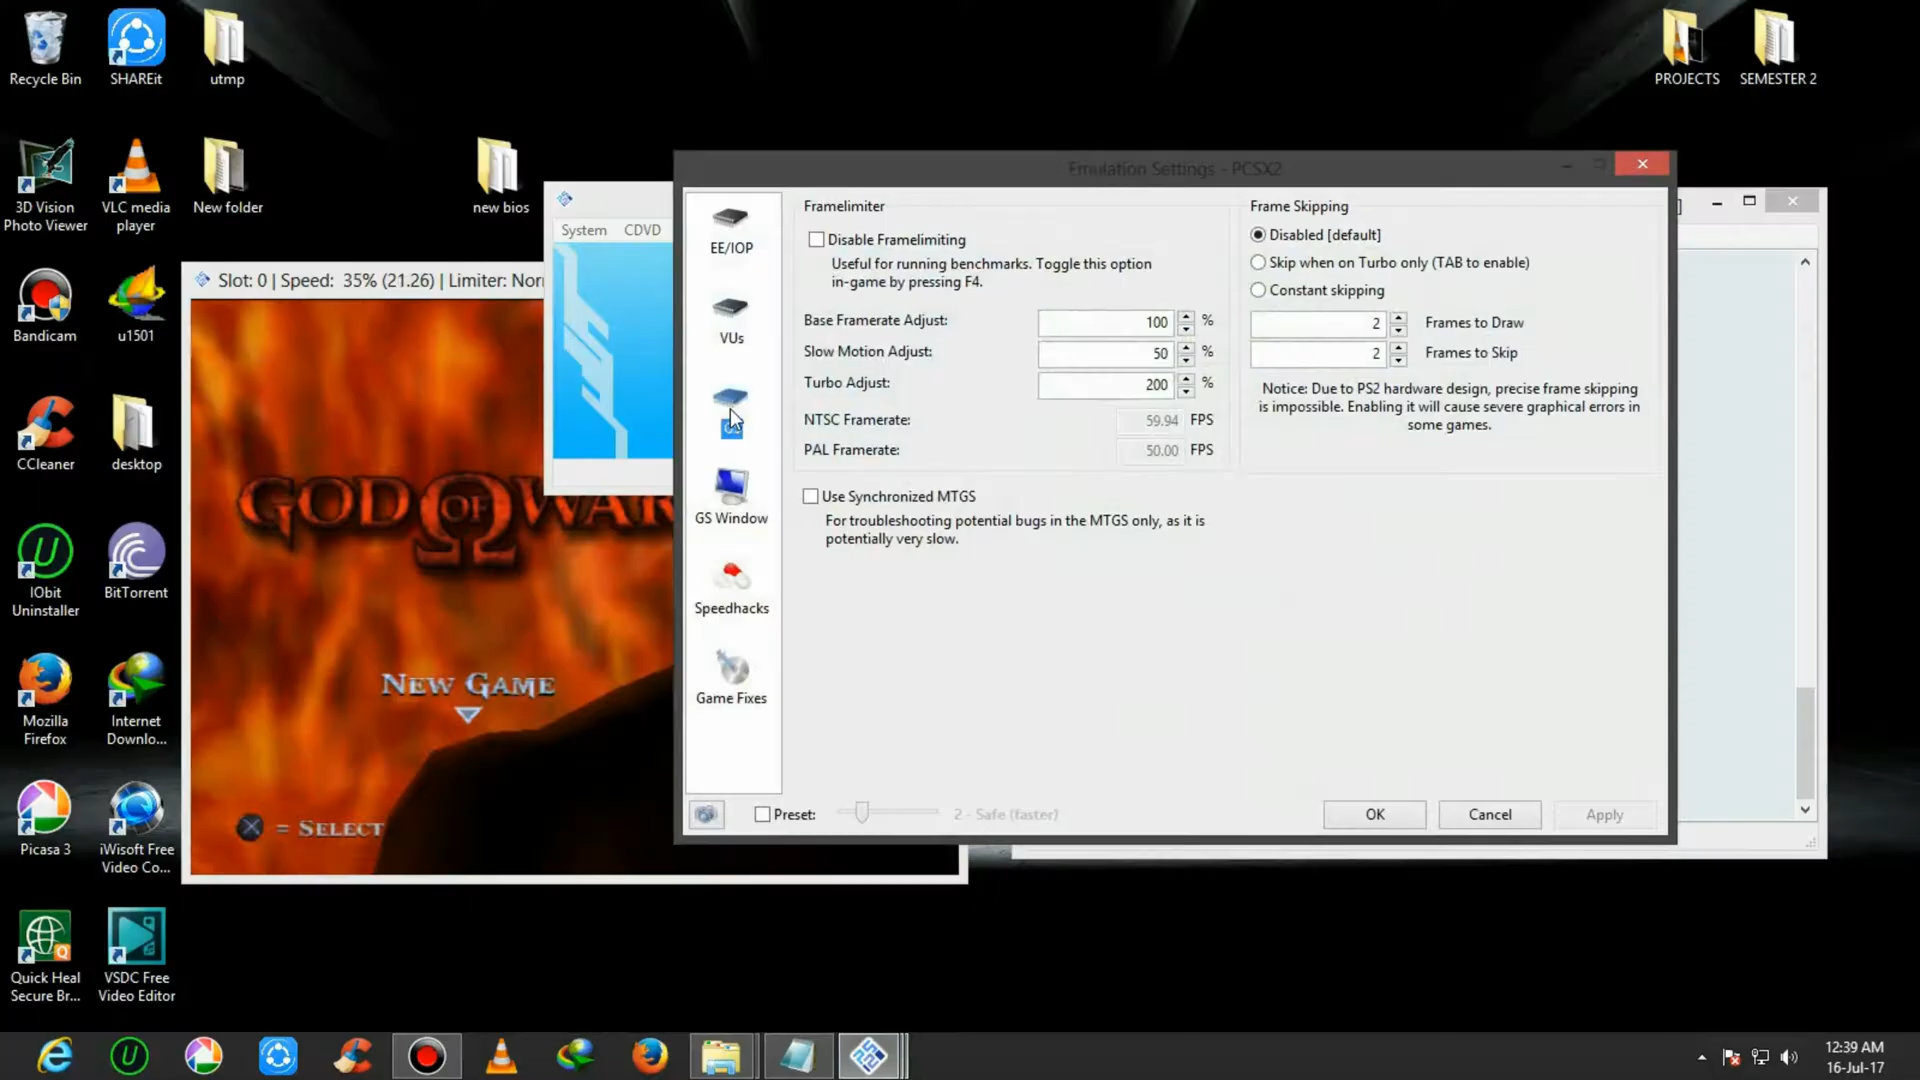 Recycle Bin
SHAREit
utmp
PROJECTS
SEMESTER 2
3D Vision
Photo Viewer
VLC media
player
New folder
new bios
Bandicam
u1501
CCleaner
desktop
IObit
Uninstaller
BitTorrent
Mozilla
Firefox
Internet
Downlo...
Picasa 3
iWisoft Free
Video Co...
Quick Heal
Secure Br...
VSDC Free
Video Editor
Slot: 0 | Speed: 35% (21.26) | Limiter: Nor
GOD OF WAR
NEW GAME
= SELECT
System CDVD
Emulation Settings - PCSX2
EE/IOP
VUs
GS
GS Window
Speedhacks
Game Fixes
Framelimiter
Disable Framelimiting
Useful for running benchmarks. Toggle this option
in-game by pressing F4.
Base Framerate Adjust: 100 %
Slow Motion Adjust: 50 %
Turbo Adjust: 200 %
NTSC Framerate: 59.94 FPS
PAL Framerate: 50.00 FPS
Use Synchronized MTGS
For troubleshooting potential bugs in the MTGS only, as it is
potentially very slow.
Frame Skipping
Disabled [default]
Skip when on Turbo only (TAB to enable)
Constant skipping
2 Frames to Draw
2 Frames to Skip
Notice: Due to PS2 hardware design, precise frame skipping
is impossible. Enabling it will cause severe graphical errors in
some games.
Preset: 2 - Safe (faster)
OK Cancel Apply
]
12:39 AM
16-Jul-17